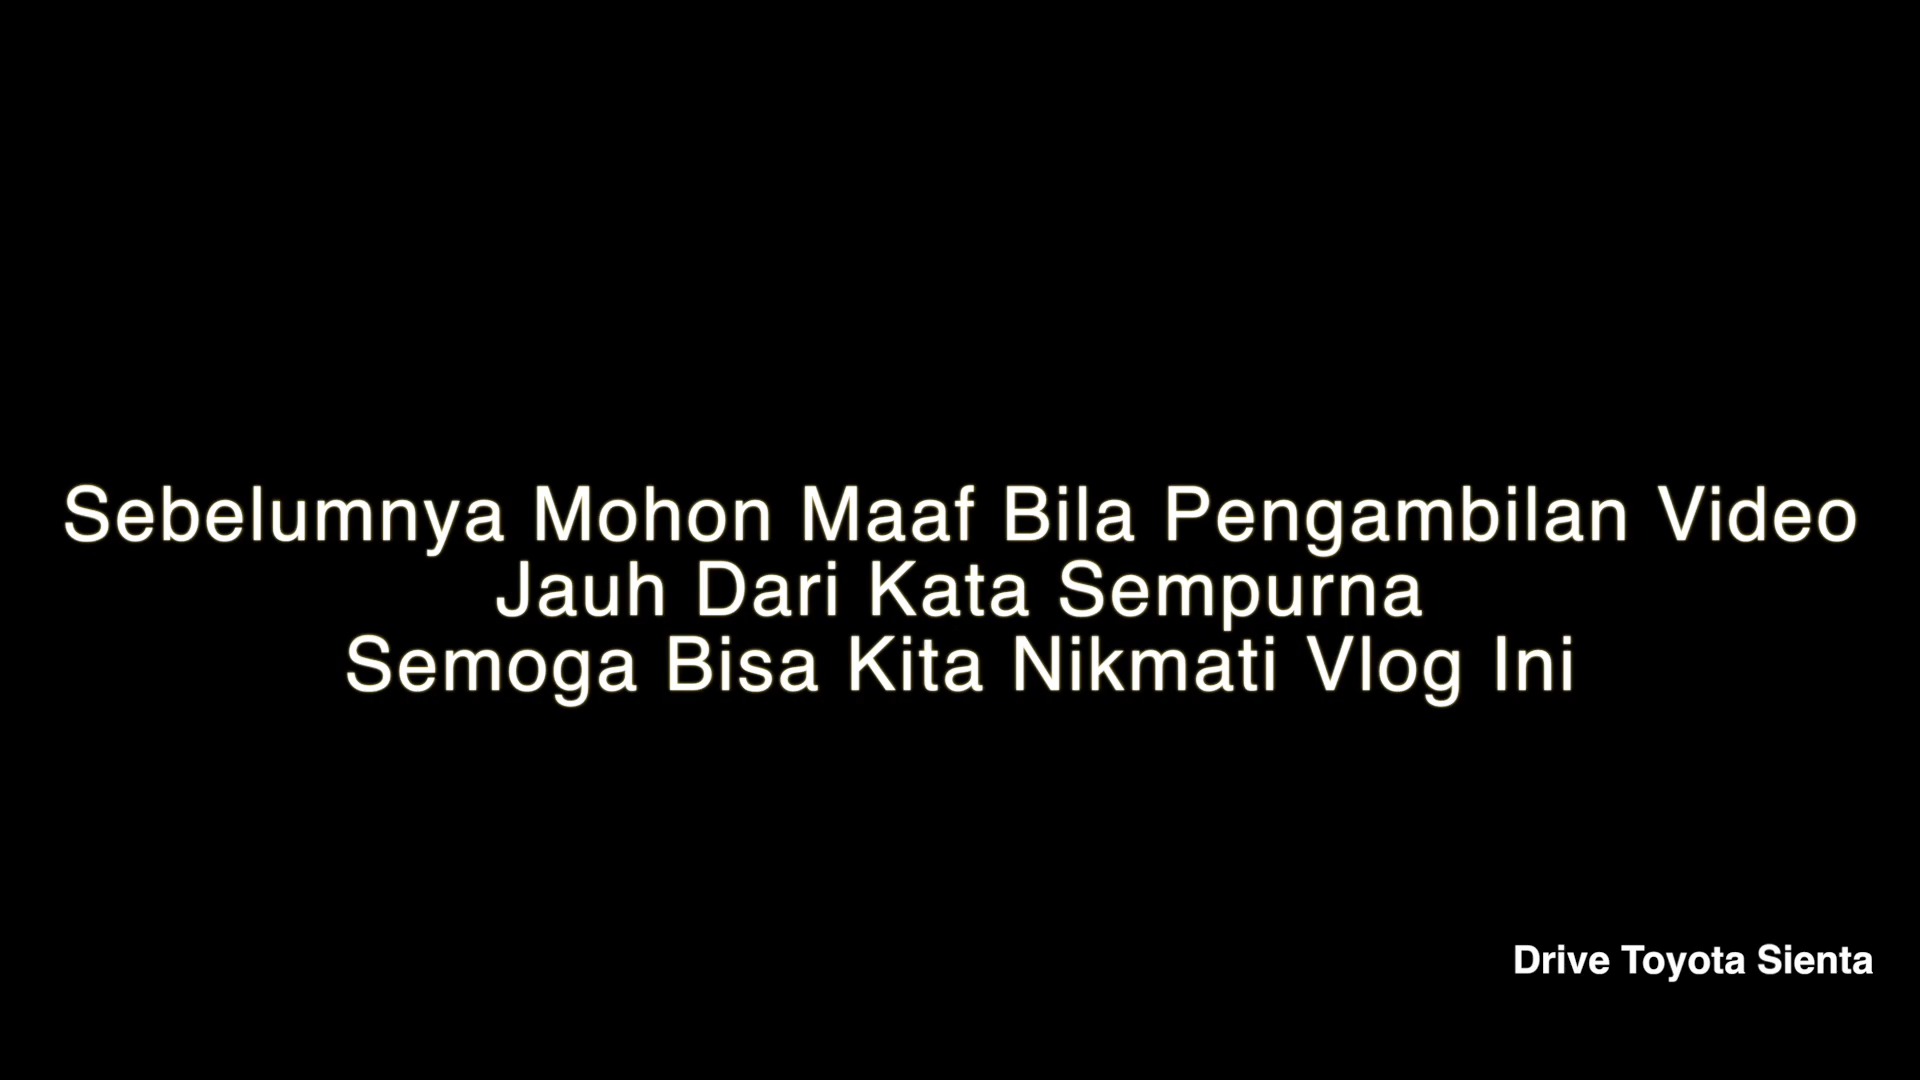 Sebelumnya Mohon Maaf Bila Pengambilan Video
Jauh Dari Kata Sempurna
Semoga Bisa Kita Nikmati Vlog Ini
Drive Toyota Sienta